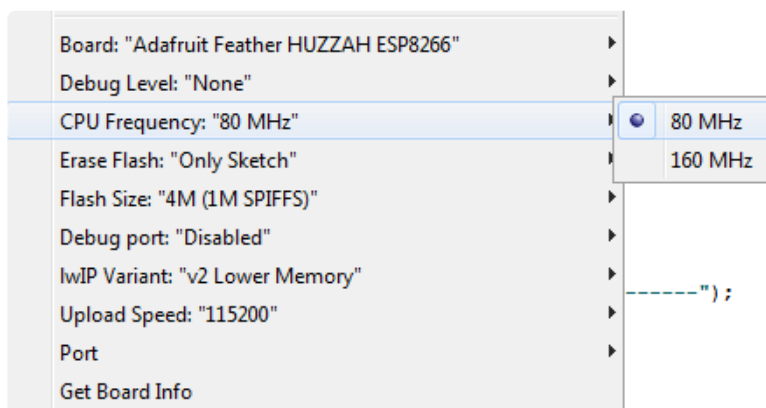 Board: "Adafruit Feather HUZZAH ESP8266"
Debug Level: "None"
CPU Frequency: "80 MHz"
80 MHz
160 MHz
Erase Flash: "Only Sketch"
Flash Size: "4M (1M SPIFFS)"
Debug port: "Disabled"
lwIP Variant: "v2 Lower Memory"
------");
Upload Speed: "115200"
Port
Get Board Info